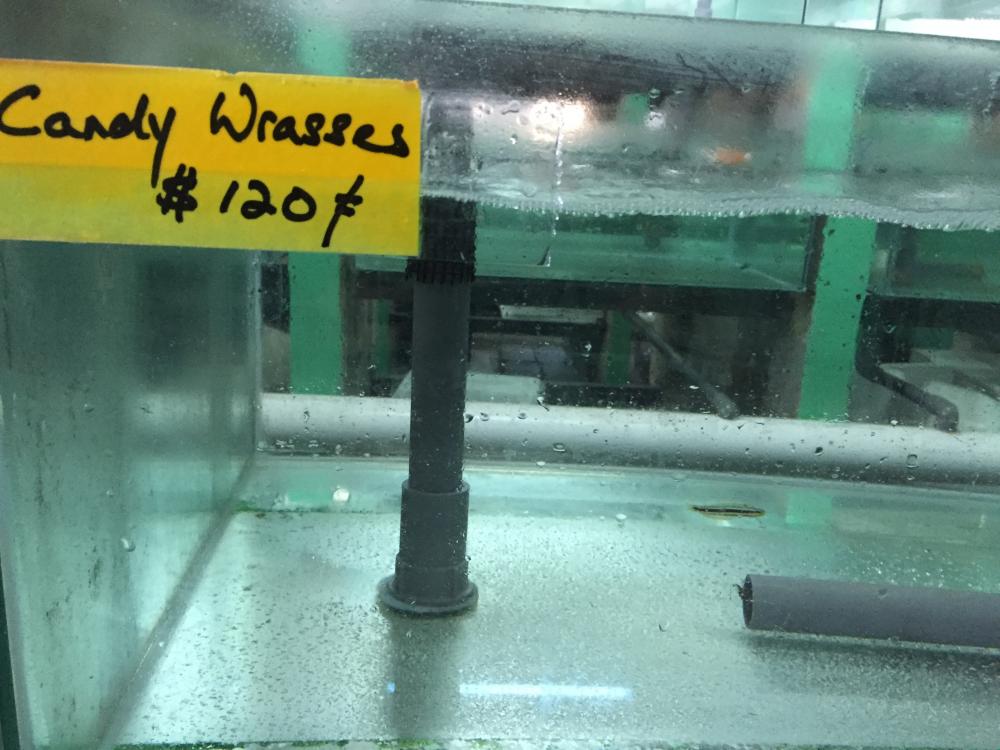 Candy Wrasses
$ 120 ⊄